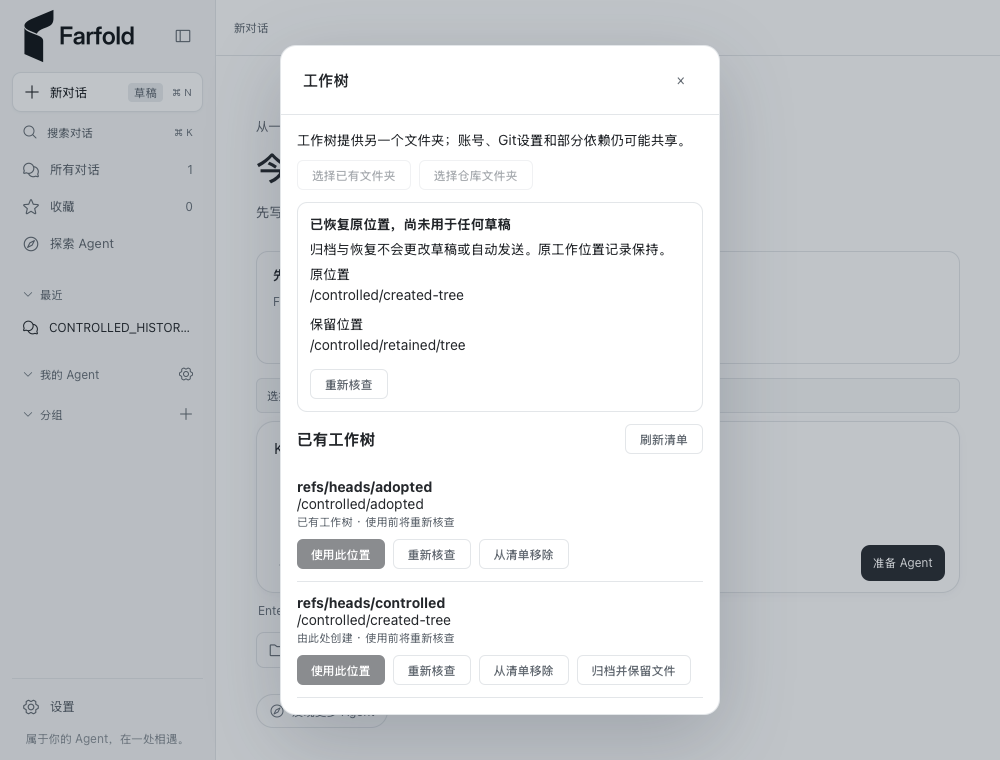 Farfold
新对话
草稿
⌘ N
搜索对话
⌘ K
所有对话
1
收藏
0
探索 Agent
最近
CONTROLLED_HISTOR...
我的 Agent
分组
设置
属于你的 Agent，在一处相遇。
新对话
从一
今
先写
先
F
选
K
准备 Agent
Ente
工作树
×
工作树提供另一个文件夹；账号、Git设置和部分依赖仍可能共享。
选择已有文件夹
选择仓库文件夹
已恢复原位置，尚未用于任何草稿
归档与恢复不会更改草稿或自动发送。原工作位置记录保持。
原位置
/controlled/created-tree
保留位置
/controlled/retained/tree
重新核查
已有工作树
刷新清单
refs/heads/adopted
/controlled/adopted
已有工作树 · 使用前将重新核查
使用此位置
重新核查
从清单移除
refs/heads/controlled
/controlled/created-tree
由此处创建 · 使用前将重新核查
使用此位置
重新核查
从清单移除
归档并保留文件